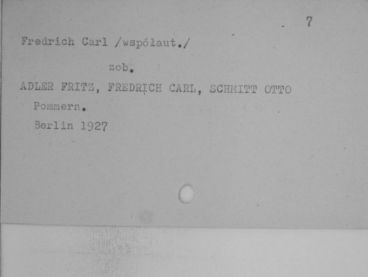 7
Fredrich Carl /współaut./
zob.
ADLER FRITZ, FREDRICH CARL, SCHMITT OTTO
Pommern.
Berlin 1927